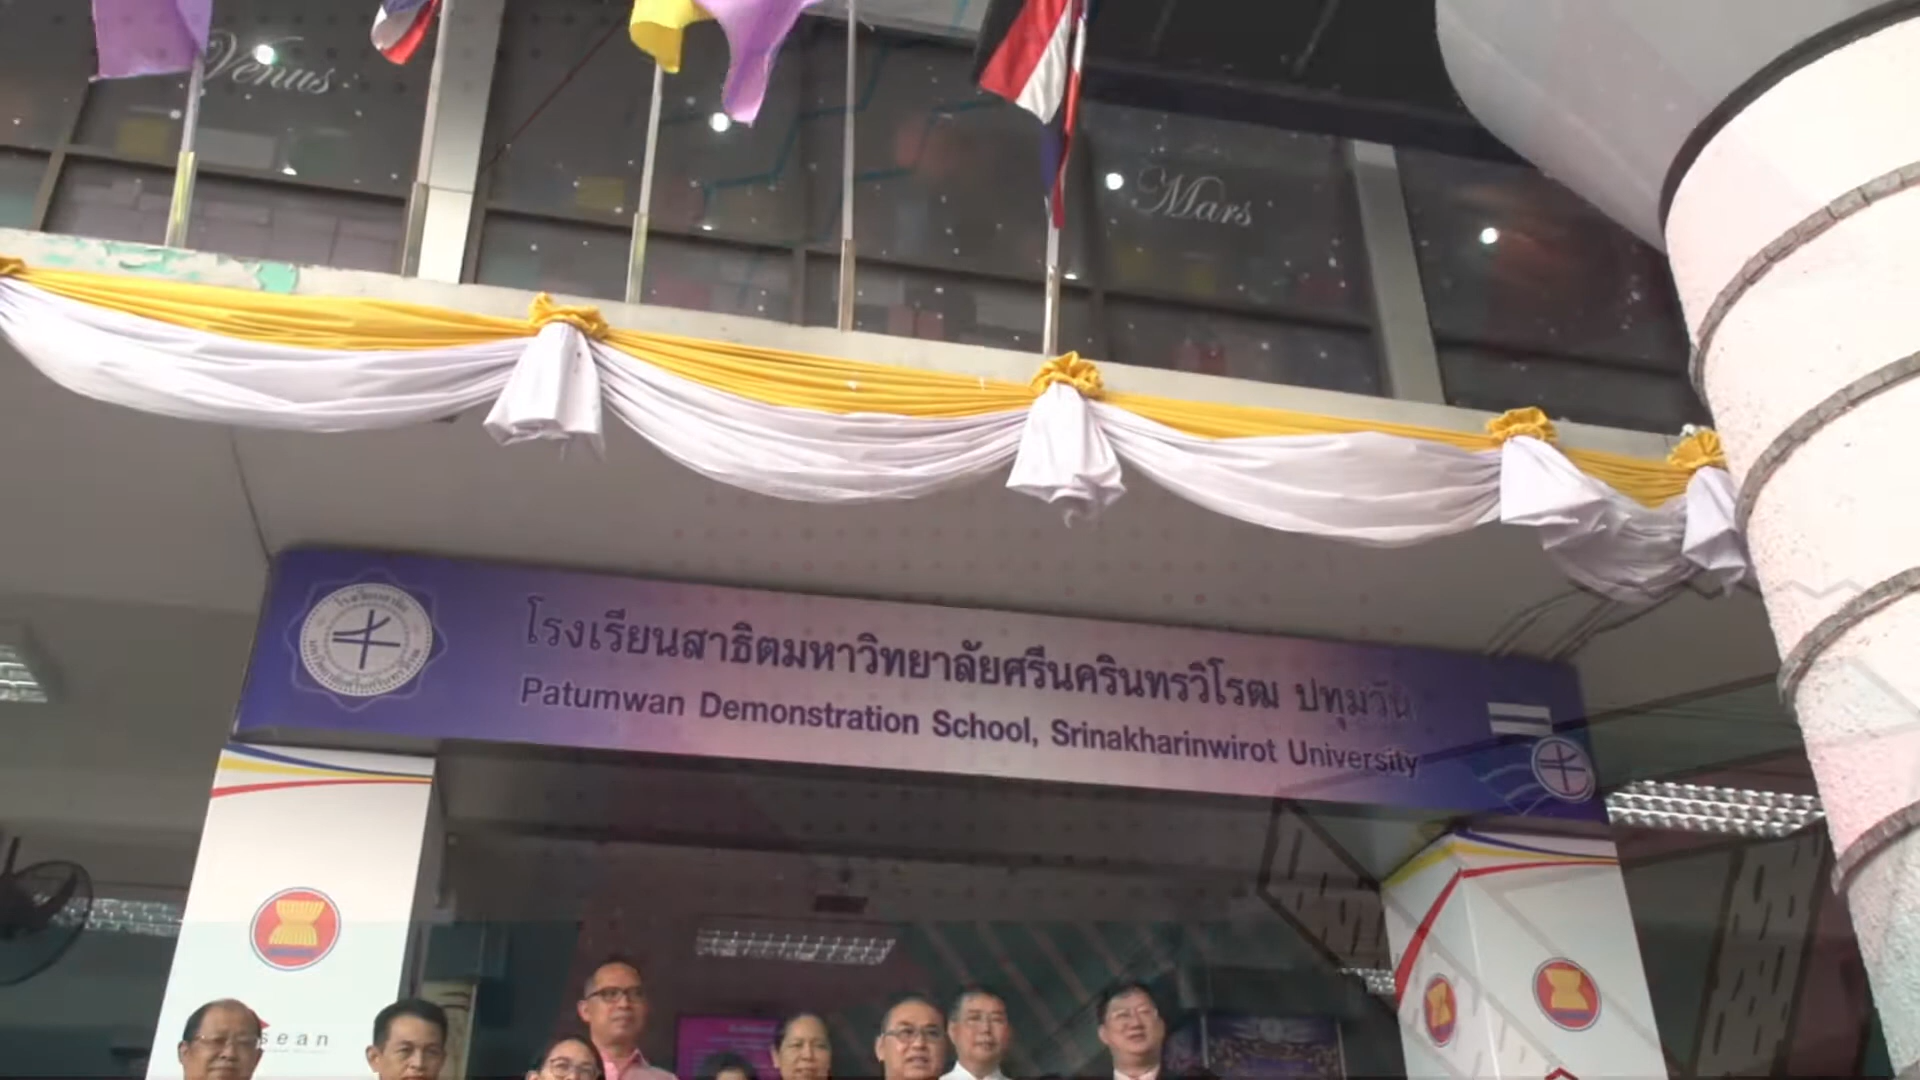 Venus
Mars
โรงเรียนสาธิตมหาวิทยาลัยศรีนครินทรวิโรฒ ปทุมวัน
Patumwan Demonstration School, Srinakharinwirot University
sean